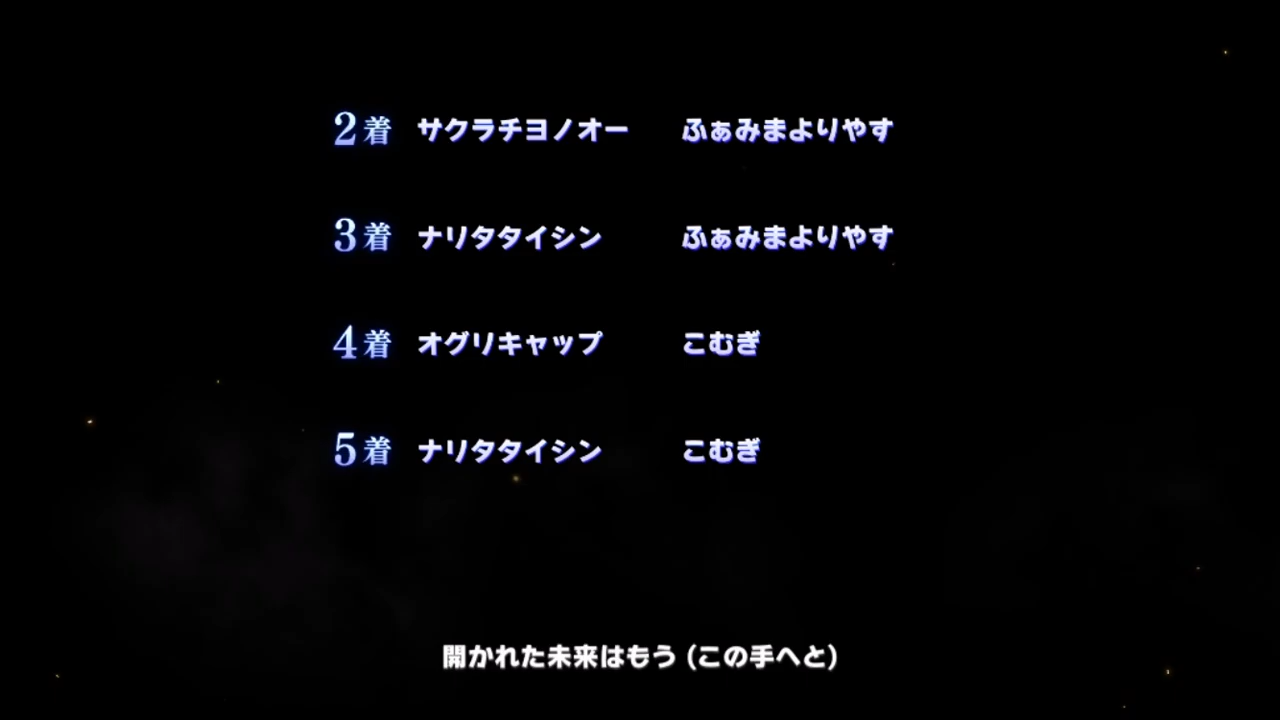 2着 サクラチヨノオー ふぁみまよりやす
3着 ナリタタイシン ふぁみまよりやす
4着 オグリキャップ こむぎ
5着 ナリタタイシン こむぎ
開かれた未来はもう (この手へと)